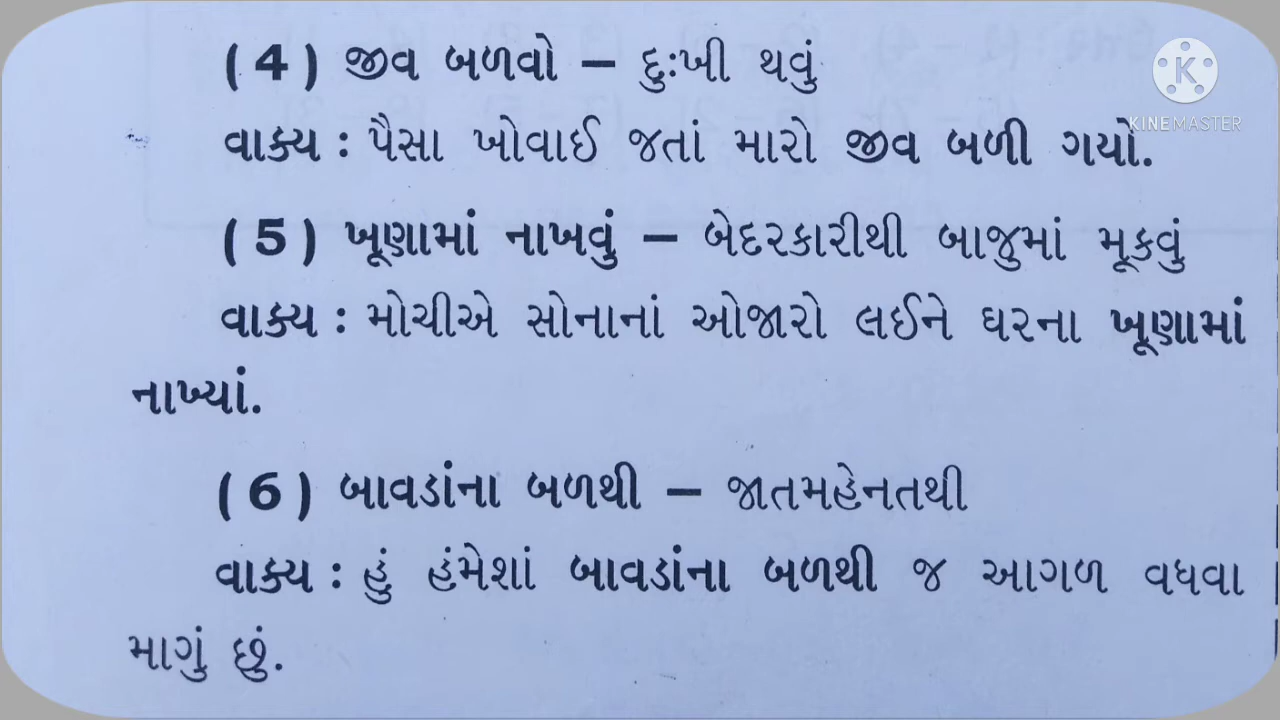 (4) જીવ બળવો – દુઃખી થવું
વાક્ય : પૈસા ખોવાઈ જતાં મારો જીવ બળી ગયો.
(5) ખૂણામાં નાખવું – બેદરકારીથી બાજુમાં મૂકવું
વાક્ય : મોચીએ સોનાનાં ઓજારો લઈને ઘરના ખૂણામાં
નાખ્યાં.
(6) બાવડાંના બળથી – જાતમહેનતથી
વાક્ય : હું હંમેશાં બાવડાંના બળથી જ આગળ વધવા
માગું છું.
K
KINEMASTER